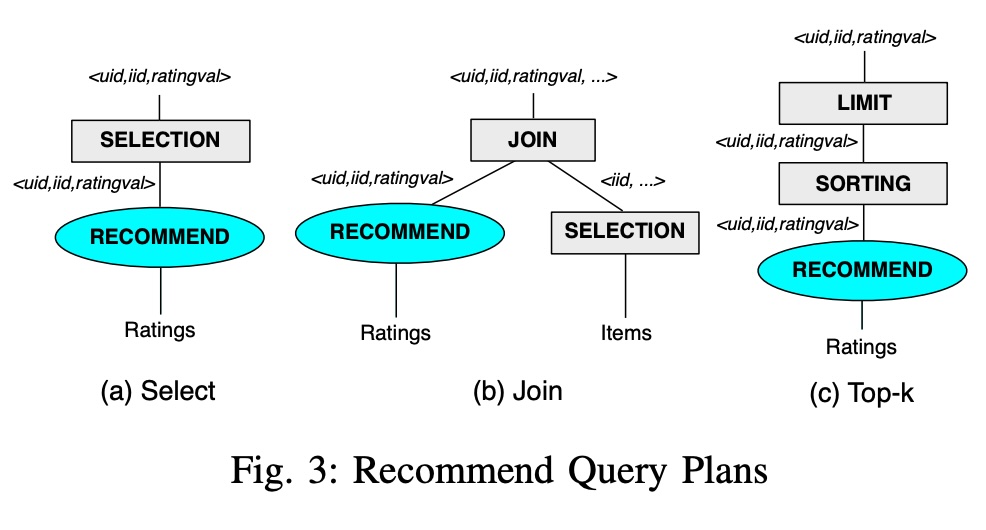 <uid,iid,ratingval>
SELECTION
<uid,iid,ratingval>
RECOMMEND
Ratings
(a) Select
<uid,iid,ratingval, ...>
JOIN
<uid,iid,ratingval>
<iid, ...>
RECOMMEND
SELECTION
Ratings
Items
(b) Join
<uid,iid,ratingval>
LIMIT
<uid,iid,ratingval>
SORTING
<uid,iid,ratingval>
RECOMMEND
Ratings
(c) Top-k
Fig. 3: Recommend Query Plans